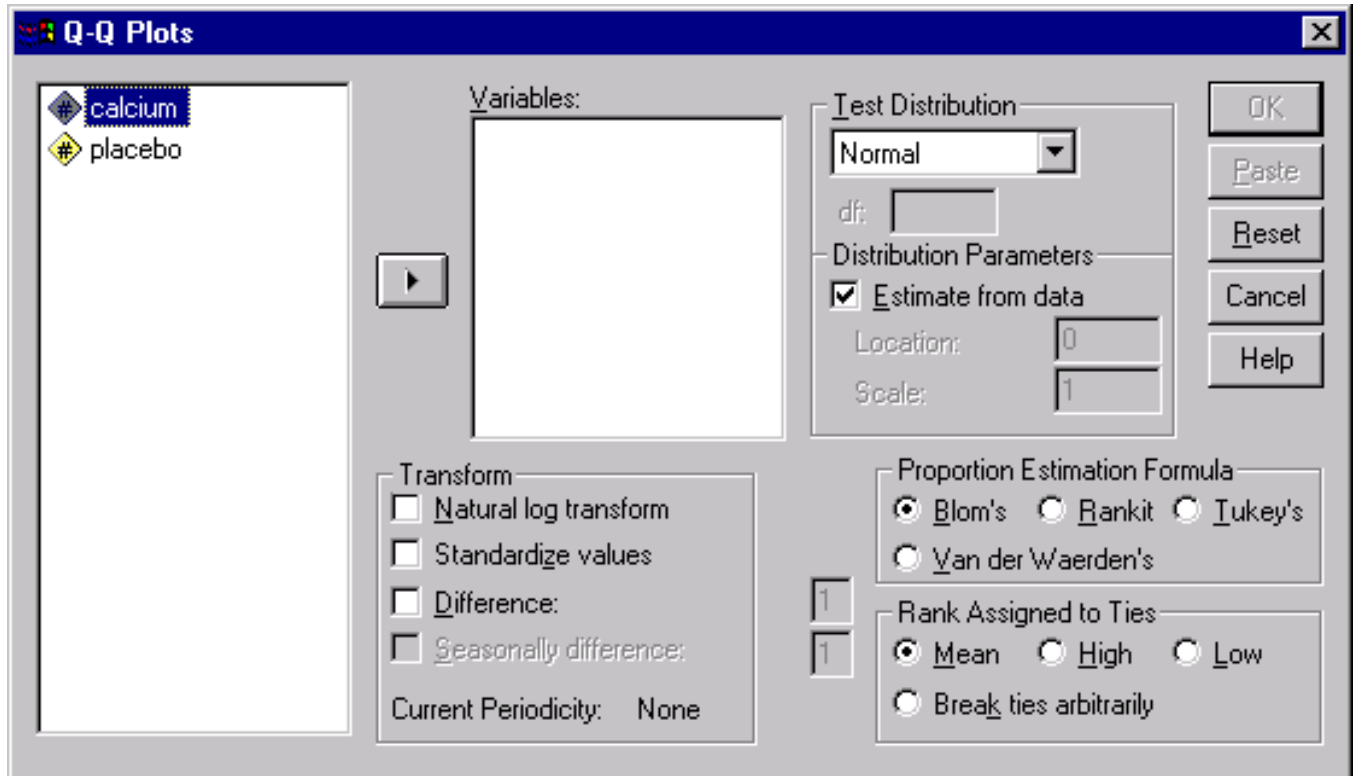 Q-Q Plots
# calcium
# placebo
Variables:
Test Distribution
Normal
df:
Distribution Parameters
Estimate from data
Location: 0
Scale: 1
OK
Paste
Reset
Cancel
Help
Transform
Natural log transform
Standardize values
Difference: 1
Seasonally difference: 1
Current Periodicity: None
Proportion Estimation Formula
Blom's Rankit Tukey's
Van der Waerden's
Rank Assigned to Ties
Mean High Low
Break ties arbitrarily